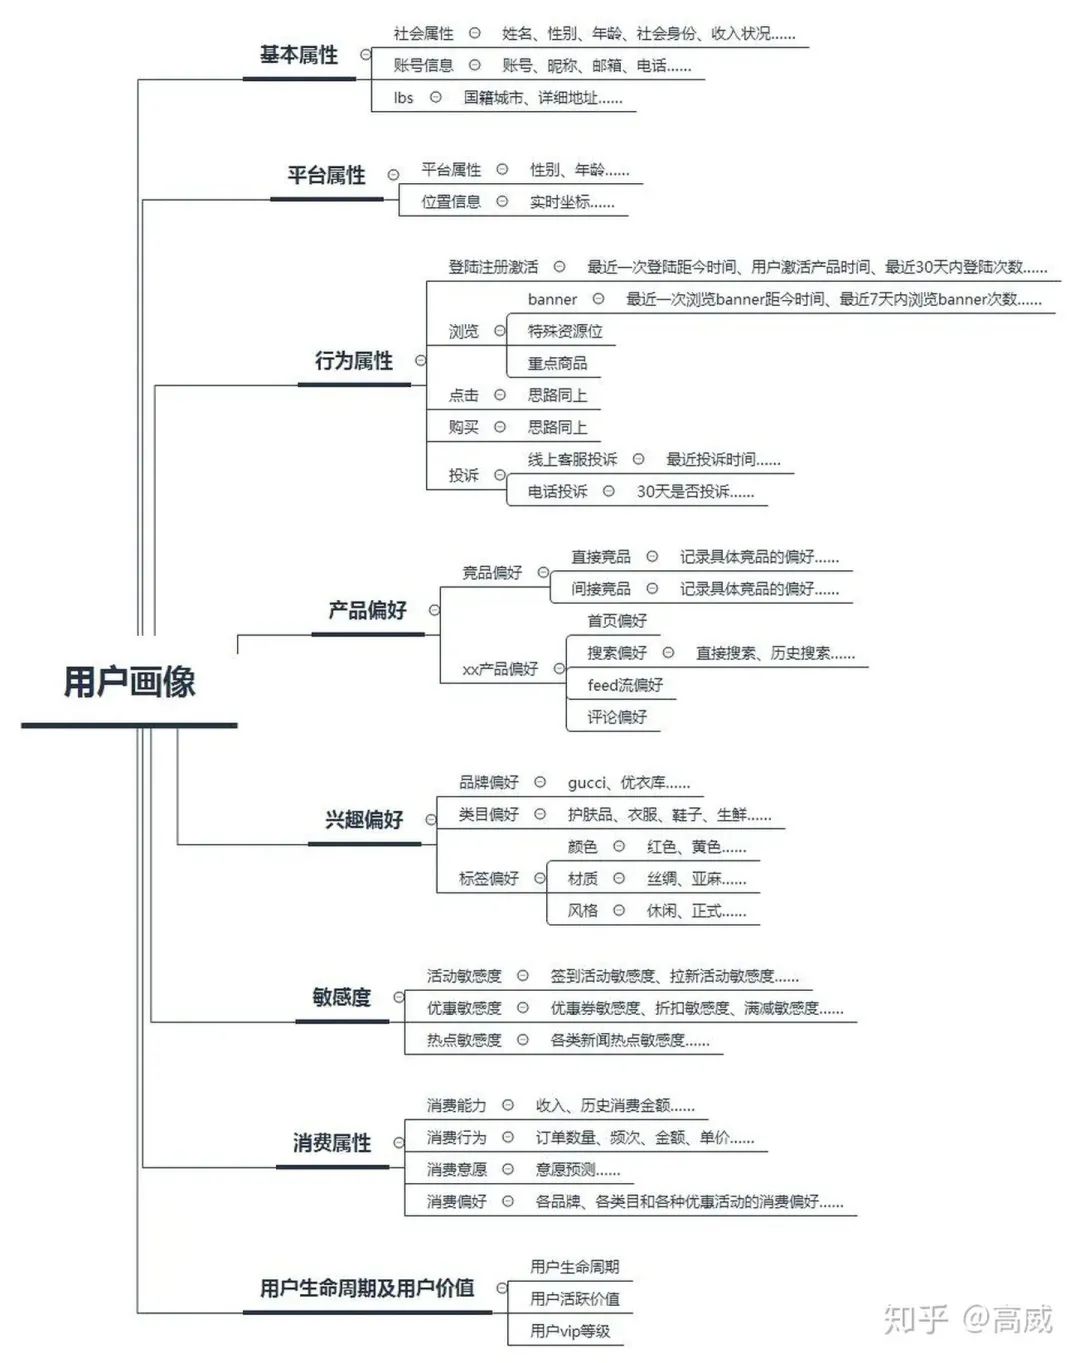 基本属性
社会属性 姓名、性别、年龄、社会身份、收入状况......
账号信息 账号、昵称、邮箱、电话......
lbs 国籍城市、详细地址......
平台属性
平台属性 性别、年龄......
位置信息 实时坐标......
行为属性
登陆注册激活 最近一次登陆距今时间、用户激活产品时间、最近30天内登陆次数......
浏览
banner 最近一次浏览banner距今时间、最近7天内浏览banner次数......
特殊资源位
重点商品
点击 思路同上
购买 思路同上
投诉
线上客服投诉 最近投诉时间......
电话投诉 30天是否投诉......
产品偏好
竞品偏好
直接竞品 记录具体竞品的偏好......
间接竞品 记录具体竞品的偏好......
xx产品偏好
首页偏好
搜索偏好 直接搜索、历史搜索......
feed流偏好
评论偏好
用户画像
兴趣偏好
品牌偏好 gucci、优衣库......
类目偏好 护肤品、衣服、鞋子、生鲜......
标签偏好
颜色 红色、黄色......
材质 丝绸、亚麻......
风格 休闲、正式......
敏感度
活动敏感度 签到活动敏感度、拉新活动敏感度......
优惠敏感度 优惠券敏感度、折扣敏感度、满减敏感度......
热点敏感度 各类新闻热点敏感度......
消费属性
消费能力 收入、历史消费金额......
消费行为 订单数量、频次、金额、单价......
消费意愿 意愿预测......
消费偏好 各品牌、各类目和各种优惠活动的消费偏好......
用户生命周期及用户价值
用户生命周期
用户活跃价值
用户vip等级
知乎 @高威